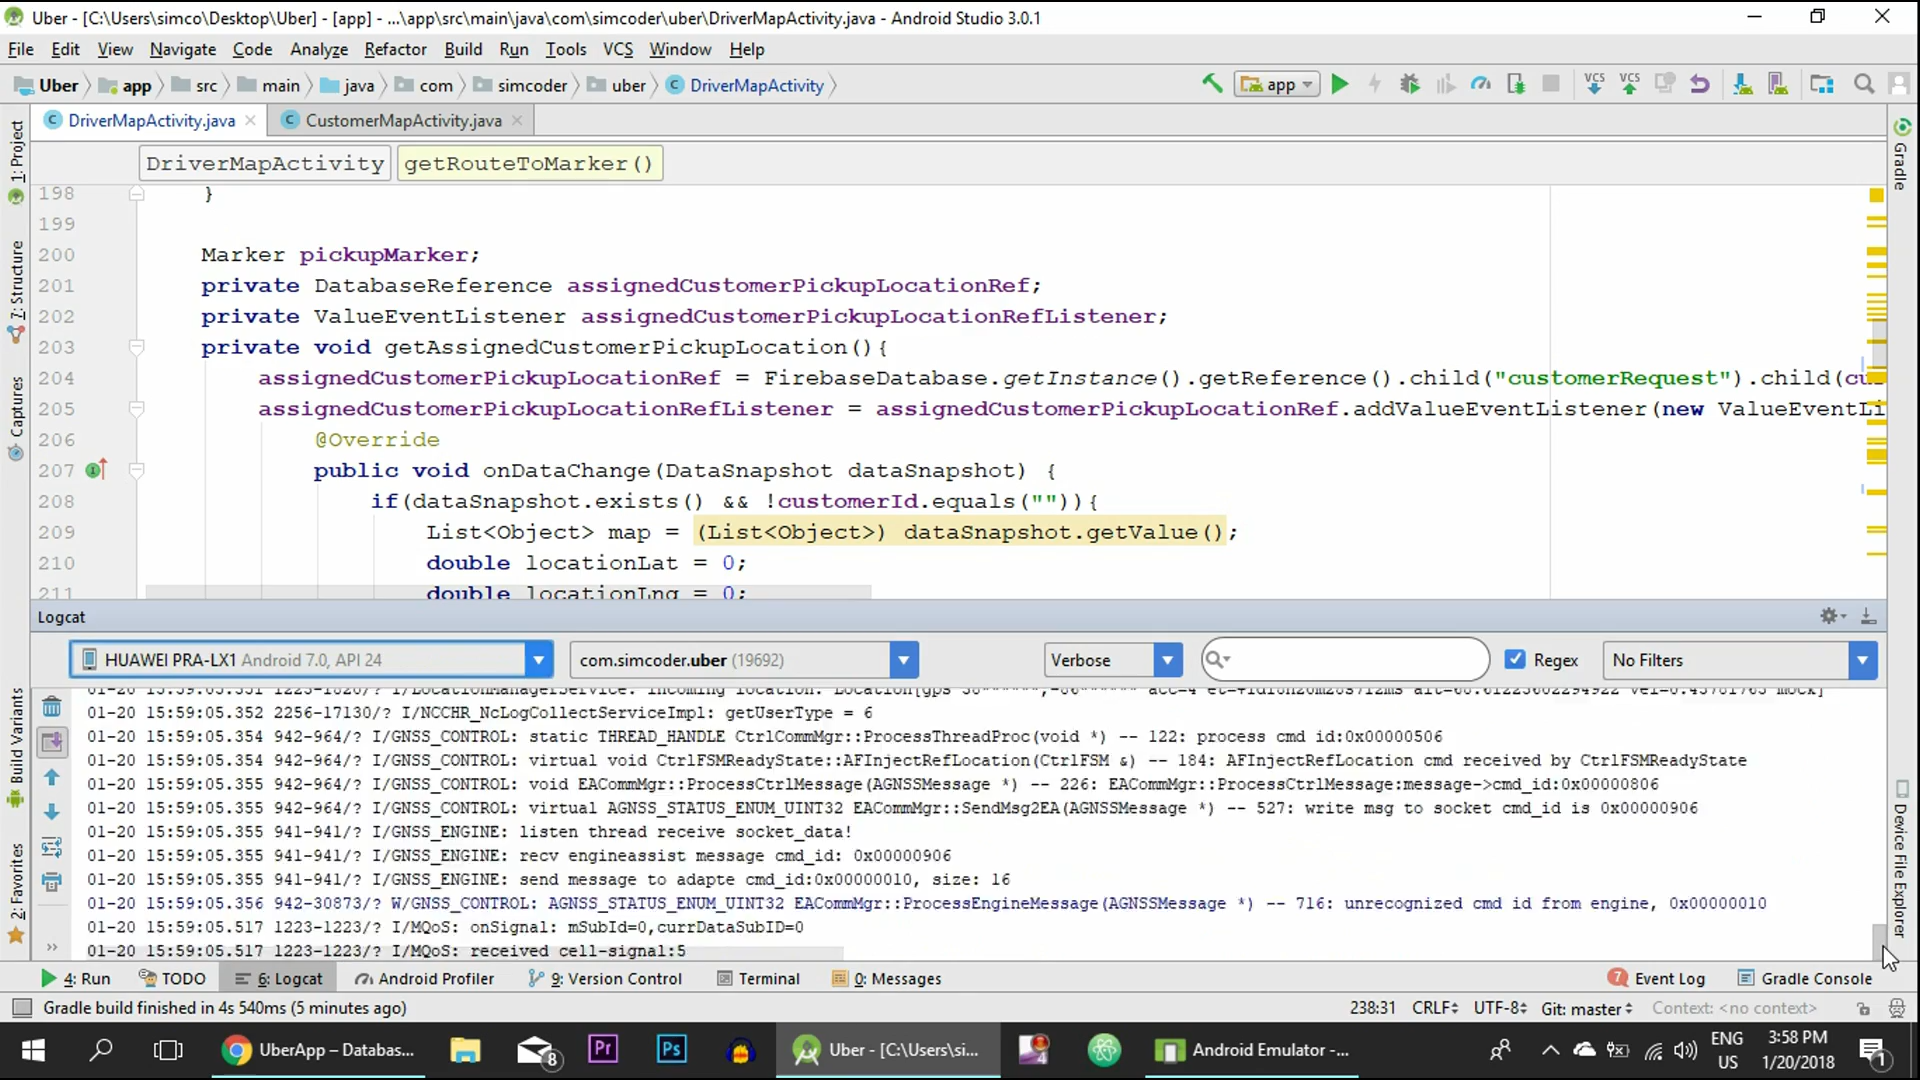 Uber - [C:\Users\simco\Desktop\Uber] - [app] - ...\app\src\main\java\com\simcoder\uber\DriverMapActivity.java - Android Studio 3.0.1
File Edit View Navigate Code Analyze Refactor Build Run Tools VCS Window Help
Uber app src main java com simcoder uber DriverMapActivity app VCS VCS
DriverMapActivity.java CustomerMapActivity.java
DriverMapActivity getRouteToMarker()
198 }
199
200 Marker pickupMarker;
201 private DatabaseReference assignedCustomerPickupLocationRef;
202 private ValueEventListener assignedCustomerPickupLocationRefListener;
203 private void getAssignedCustomerPickupLocation(){
204 assignedCustomerPickupLocationRef = FirebaseDatabase.getInstance().getReference().child("customerRequest").child(cu
205 assignedCustomerPickupLocationRefListener = assignedCustomerPickupLocationRef.addValueEventListener(new ValueEventLi
206 @Override
207 public void onDataChange(DataSnapshot dataSnapshot) {
208 if(dataSnapshot.exists() && !customerId.equals("")){
209 List<Object> map = (List<Object>) dataSnapshot.getValue();
210 double locationLat = 0;
211 double locationLng = 0;
1: Project
7: Structure
Captures
Build Variants
2: Favorites
Gradle
Device File Explorer
Logcat
HUAWEI PRA-LX1 Android 7.0, API 24 com.simcoder.uber (19692) Verbose Regex No Filters
01-20 15:59:05.352 2256-17130/? I/NCCHR_NcLogCollectServiceImpl: getUserType = 6
01-20 15:59:05.354 942-964/? I/GNSS_CONTROL: static THREAD_HANDLE CtrlCommMgr::ProcessThreadProc(void *) -- 122: process cmd id:0x00000506
01-20 15:59:05.354 942-964/? I/GNSS_CONTROL: virtual void CtrlFSMReadyState::AFInjectRefLocation(CtrlFSM &) -- 184: AFInjectRefLocation cmd received by CtrlFSMReadyState
01-20 15:59:05.355 942-964/? I/GNSS_CONTROL: void EACommMgr::ProcessCtrlMessage(AGNSSMessage *) -- 226: EACommMgr::ProcessCtrlMessage:message->cmd_id:0x00000806
01-20 15:59:05.355 942-964/? I/GNSS_CONTROL: virtual AGNSS_STATUS_ENUM_UINT32 EACommMgr::SendMsg2EA(AGNSSMessage *) -- 527: write msg to socket cmd_id is 0x00000906
01-20 15:59:05.355 941-941/? I/GNSS_ENGINE: listen thread receive socket_data!
01-20 15:59:05.355 941-941/? I/GNSS_ENGINE: recv engineassist message cmd_id: 0x00000906
01-20 15:59:05.355 941-941/? I/GNSS_ENGINE: send message to adapte cmd_id:0x00000010, size: 16
01-20 15:59:05.356 942-30873/? W/GNSS_CONTROL: AGNSS_STATUS_ENUM_UINT32 EACommMgr::ProcessEngineMessage(AGNSSMessage *) -- 716: unrecognized cmd id from engine, 0x00000010
01-20 15:59:05.517 1223-1223/? I/MQoS: onSignal: mSubId=0,currDataSubID=0
01-20 15:59:05.517 1223-1223/? I/MQoS: received cell-signal:5
4: Run TODO 6: Logcat Android Profiler 9: Version Control Terminal 0: Messages 7 Event Log Gradle Console
Gradle build finished in 4s 540ms (5 minutes ago) 238:31 CRLF UTF-8 Git: master Context: <no context>
UberApp – Databas... 8 Pr Ps Uber - [C:\Users\si... 4 Android Emulator -... ENG US 3:58 PM 1/20/2018 1